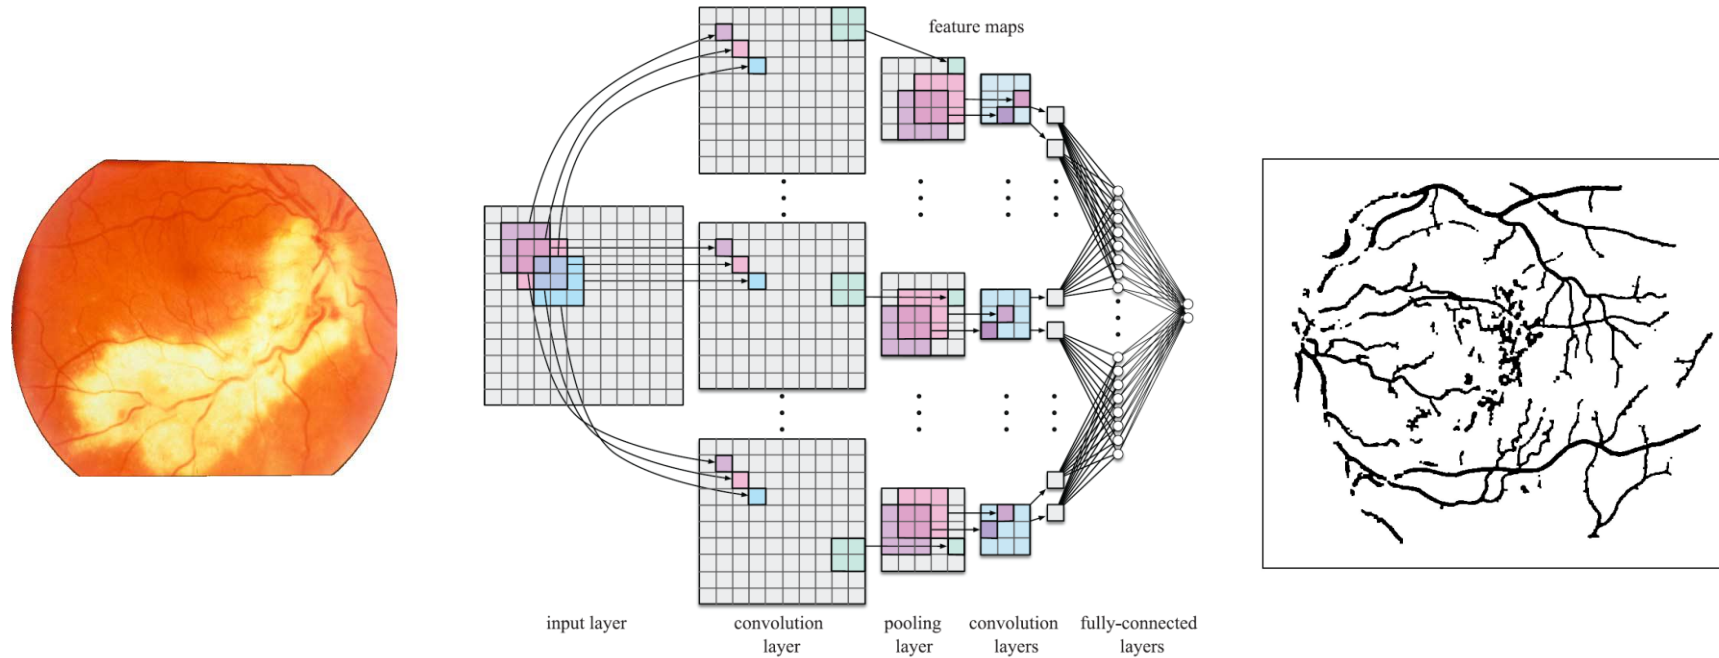 feature maps
input layer
convolution
layer
pooling
layer
convolution
layers
fully-connected
layers